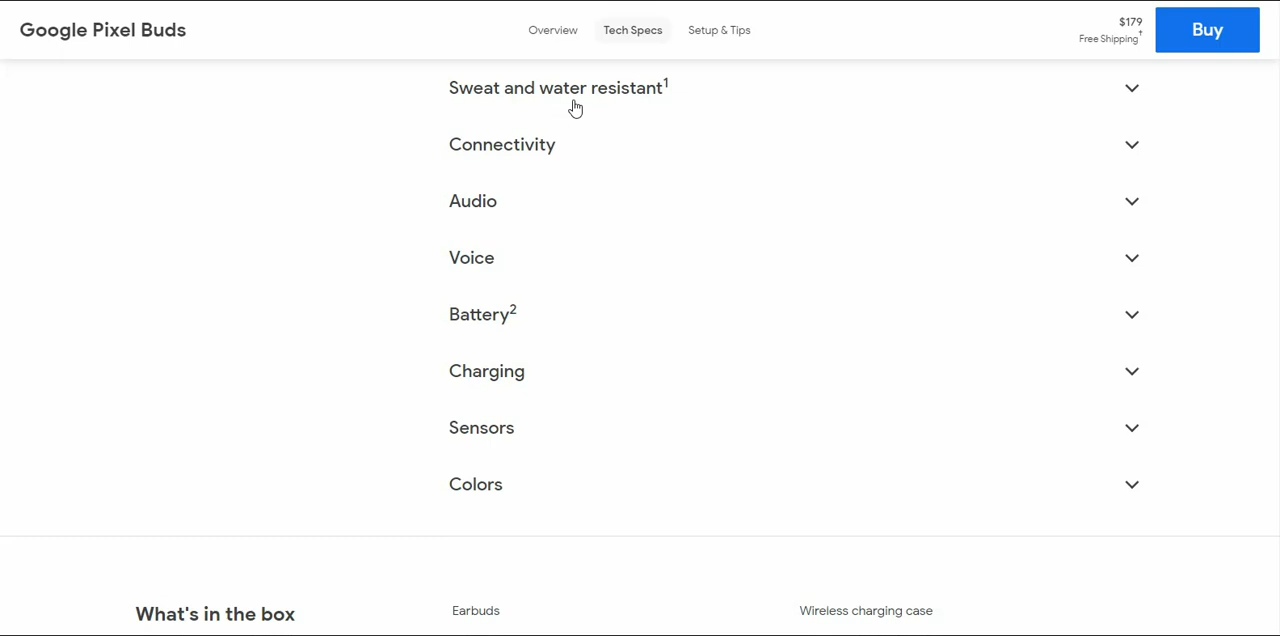 Google Pixel Buds
Overview
Tech Specs
Setup & Tips
$179
Free Shipping†
Buy
Sweat and water resistant1
Connectivity
Audio
Voice
Battery2
Charging
Sensors
Colors
What's in the box
Earbuds
Wireless charging case